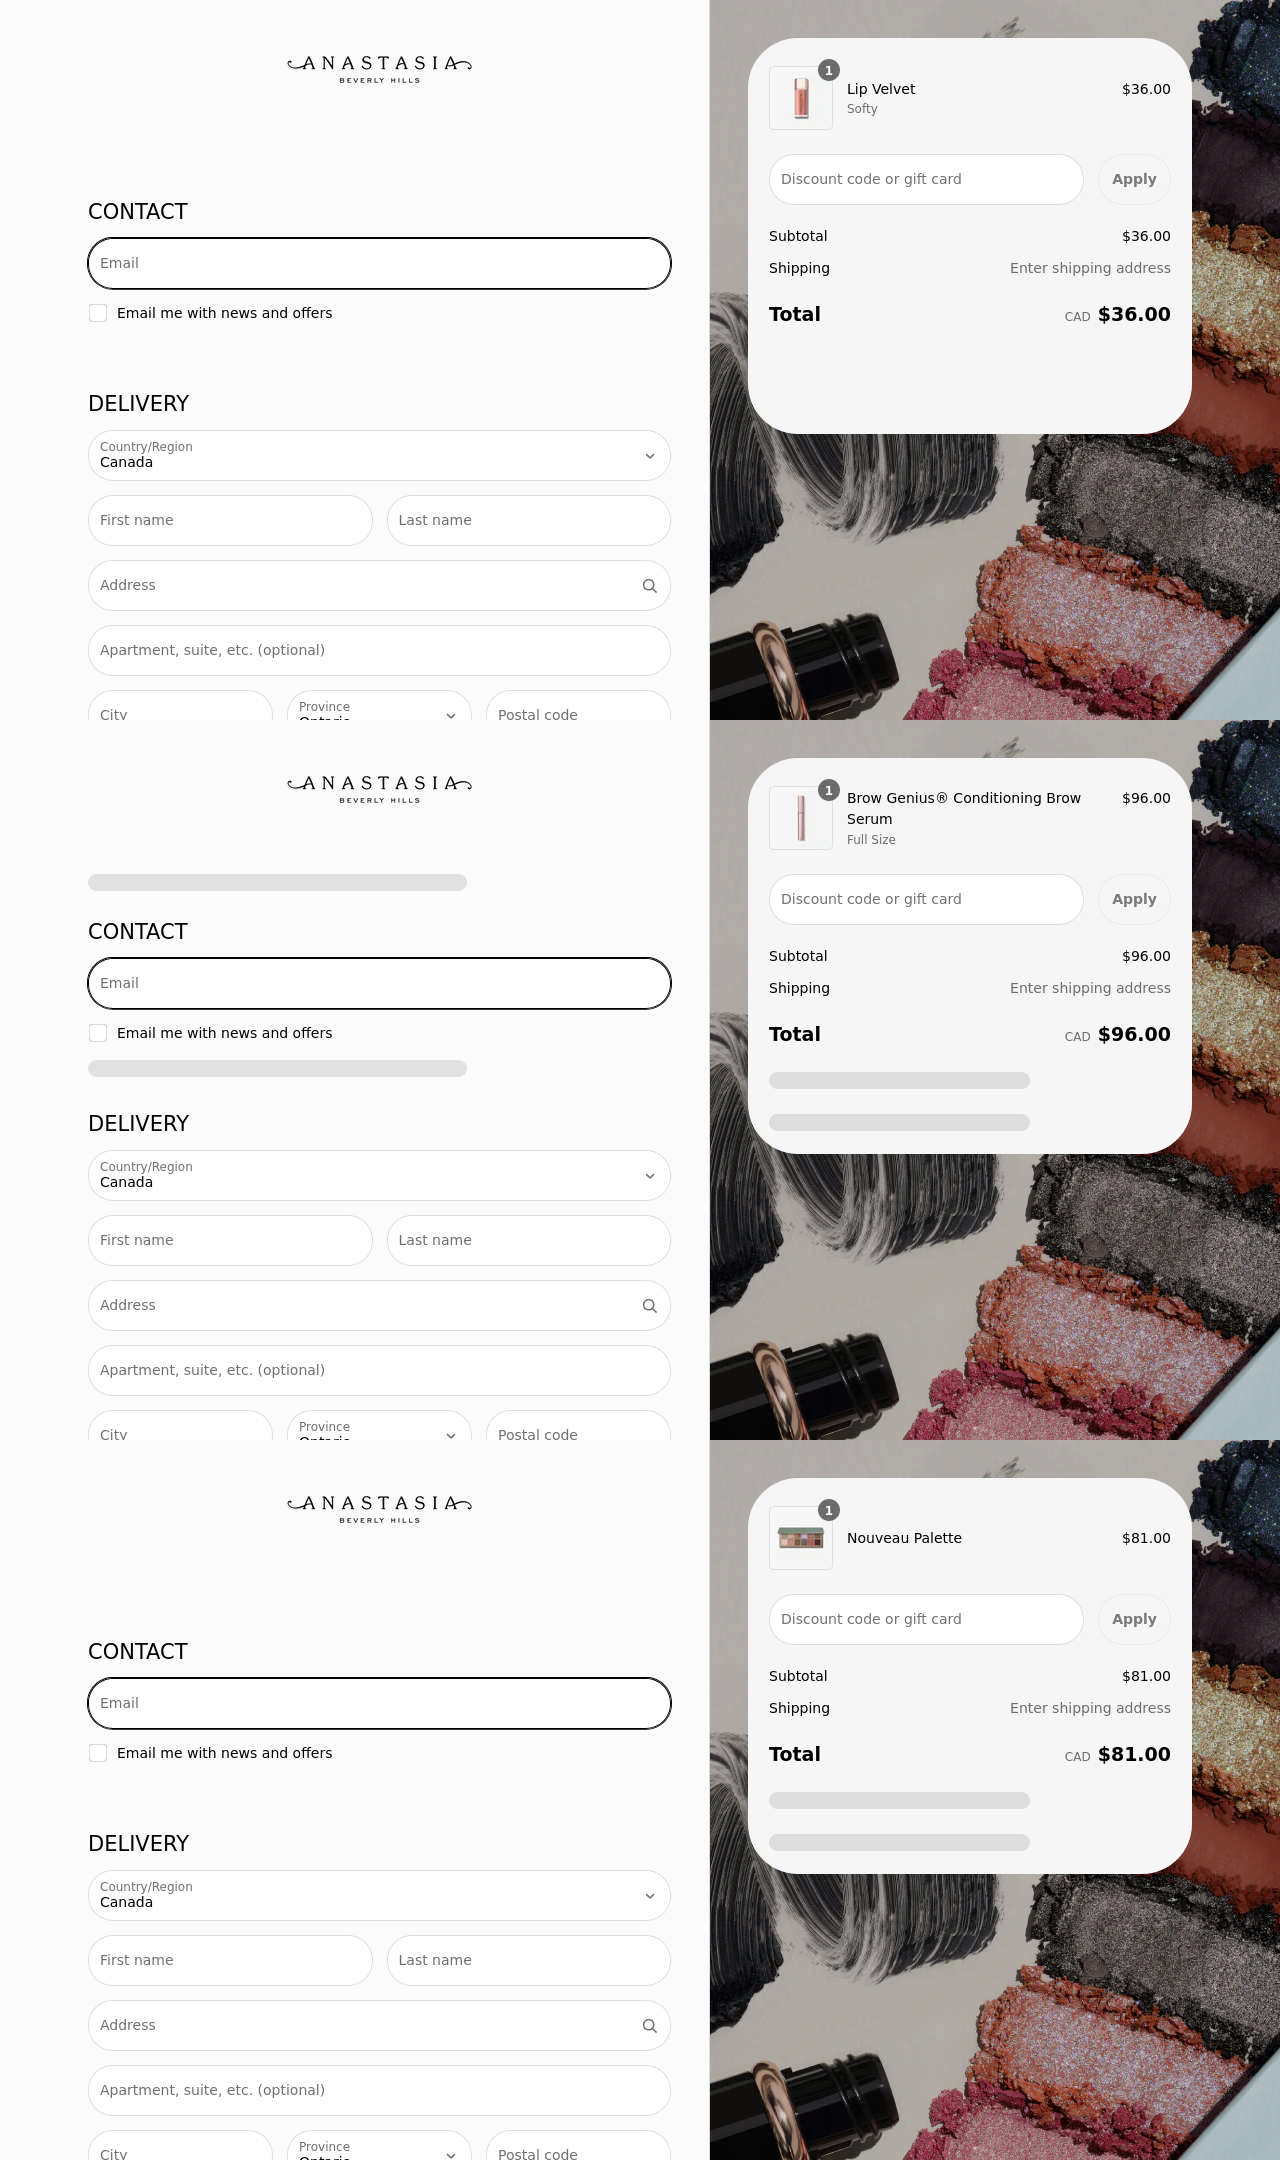 ANASTASIA
BEVERLY HILLS
CONTACT
Email
Email me with news and offers
DELIVERY
Country/Region
Canada
First name
Last name
Address
Apartment, suite, etc. (optional)
City
Province
Ontario
Postal code
1
Lip Velvet
$36.00
Softy
Discount code or gift card
Apply
Subtotal
$36.00
Shipping
Enter shipping address
Total
CAD $36.00
ANASTASIA
BEVERLY HILLS
CONTACT
Email
Email me with news and offers
DELIVERY
Country/Region
Canada
First name
Last name
Address
Apartment, suite, etc. (optional)
City
Province
Ontario
Postal code
1
Brow Genius® Conditioning Brow
Serum
$96.00
Full Size
Discount code or gift card
Apply
Subtotal
$96.00
Shipping
Enter shipping address
Total
CAD $96.00
ANASTASIA
BEVERLY HILLS
CONTACT
Email
Email me with news and offers
DELIVERY
Country/Region
Canada
First name
Last name
Address
Apartment, suite, etc. (optional)
City
Province
Ontario
Postal code
1
Nouveau Palette
$81.00
Discount code or gift card
Apply
Subtotal
$81.00
Shipping
Enter shipping address
Total
CAD $81.00